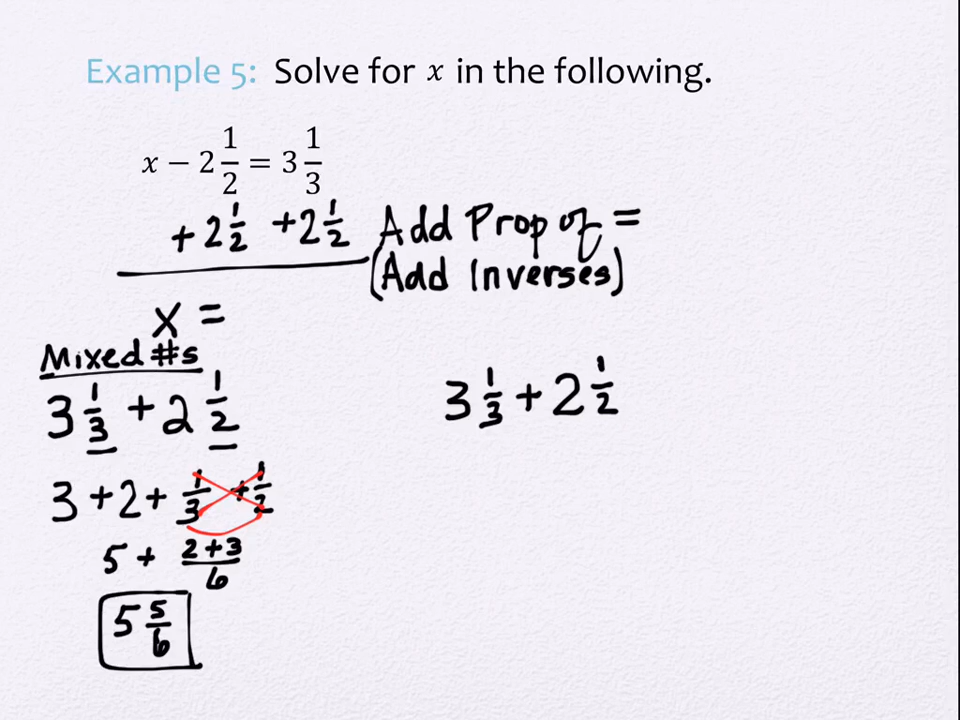 Example 5: Solve for x in the following.
x − 2 1/2 = 3 1/3
+2 1/2 +2 1/2 Add Prop of =
(Add Inverses)
x =
Mixed #s
3 1/3 + 2 1/2
3 + 2 + 1/3 + 1/2
5 + (2+3)/6
5 5/6
3 1/3 + 2 1/2